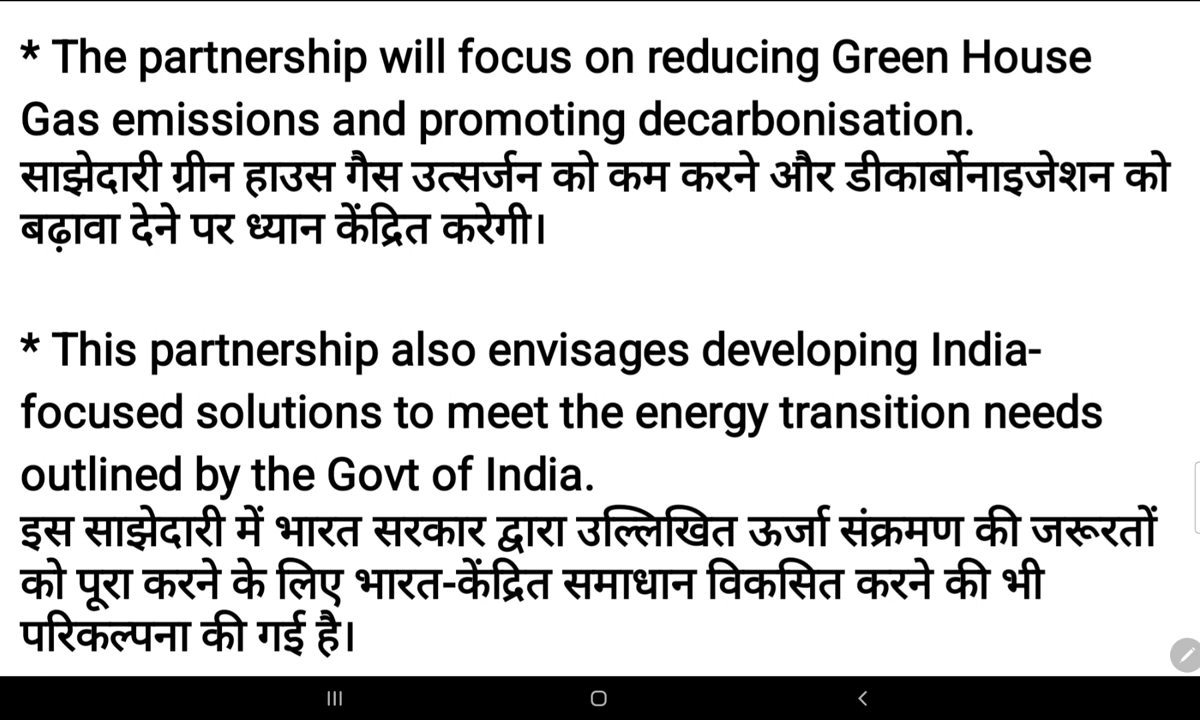 * The partnership will focus on reducing Green House
Gas emissions and promoting decarbonisation.
साझेदारी ग्रीन हाउस गैस उत्सर्जन को कम करने और डीकार्बोनाइजेशन को
बढ़ावा देने पर ध्यान केंद्रित करेगी।
* This partnership also envisages developing India-
focused solutions to meet the energy transition needs
outlined by the Govt of India.
इस साझेदारी में भारत सरकार द्वारा उल्लिखित ऊर्जा संक्रमण की जरूरतों
को पूरा करने के लिए भारत-केंद्रित समाधान विकसित करने की भी
परिकल्पना की गई है।